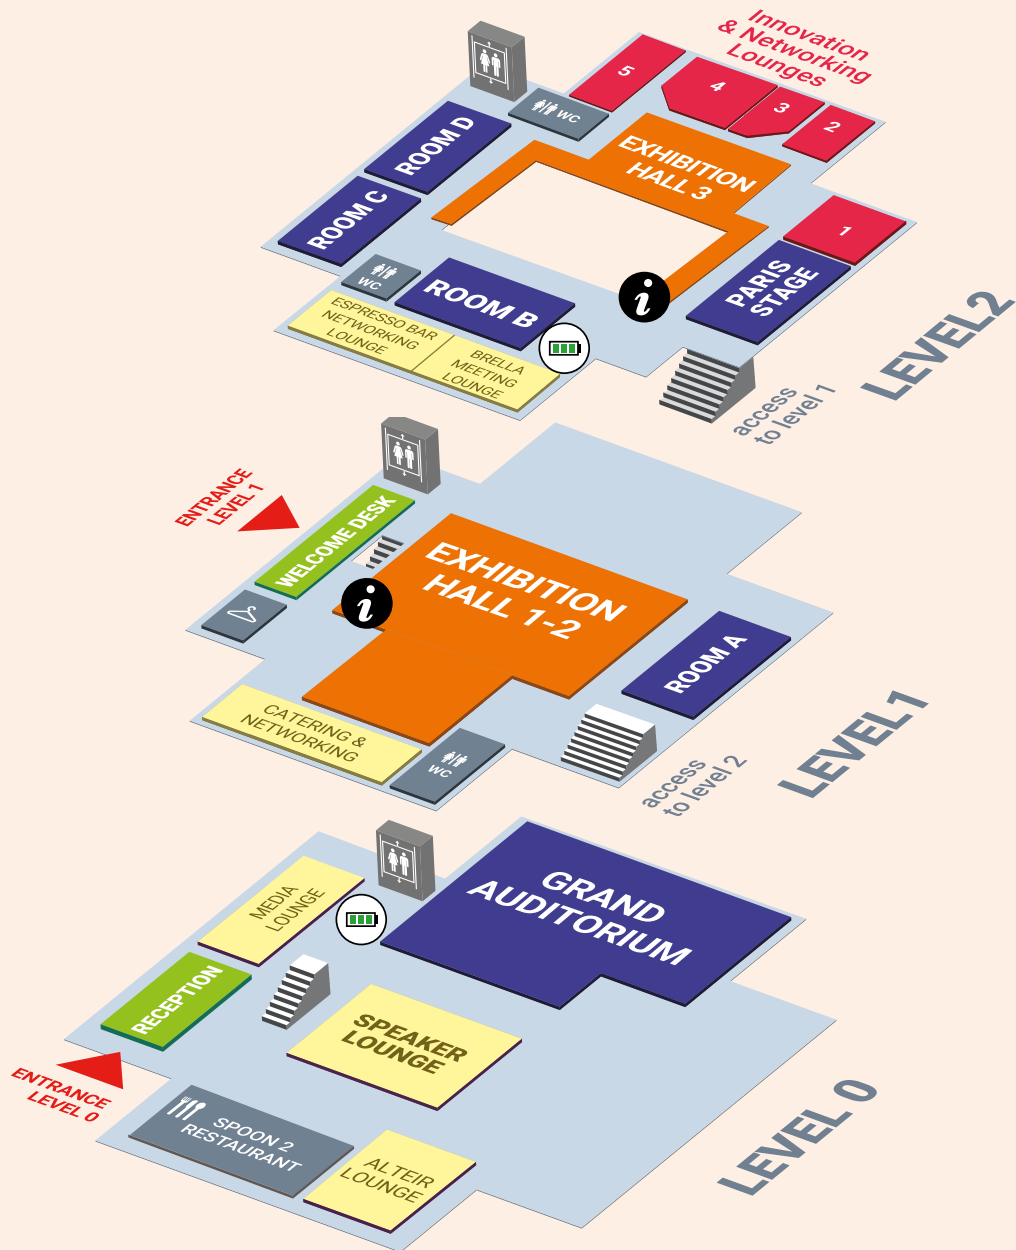 Innovation
& Networking
Lounges
5
4
3
2
WC
EXHIBITION
HALL 3
ROOM D
ROOM C
1
PARIS
STAGE
WC
ROOM B
i
ESPRESSO BAR
NETWORKING
LOUNGE
BRELLA
MEETING
LOUNGE
LEVEL2
access
to level 1
ENTRANCE
LEVEL 1
WELCOME DESK
EXHIBITION
HALL 1-2
i
ROOM A
CATERING &
NETWORKING
WC
LEVEL1
access
to level 2
GRAND
AUDITORIUM
MEDIA
LOUNGE
RECEPTION
SPEAKER
LOUNGE
ENTRANCE
LEVEL 0
SPOON 2
RESTAURANT
ALTEIR
LOUNGE
LEVEL 0